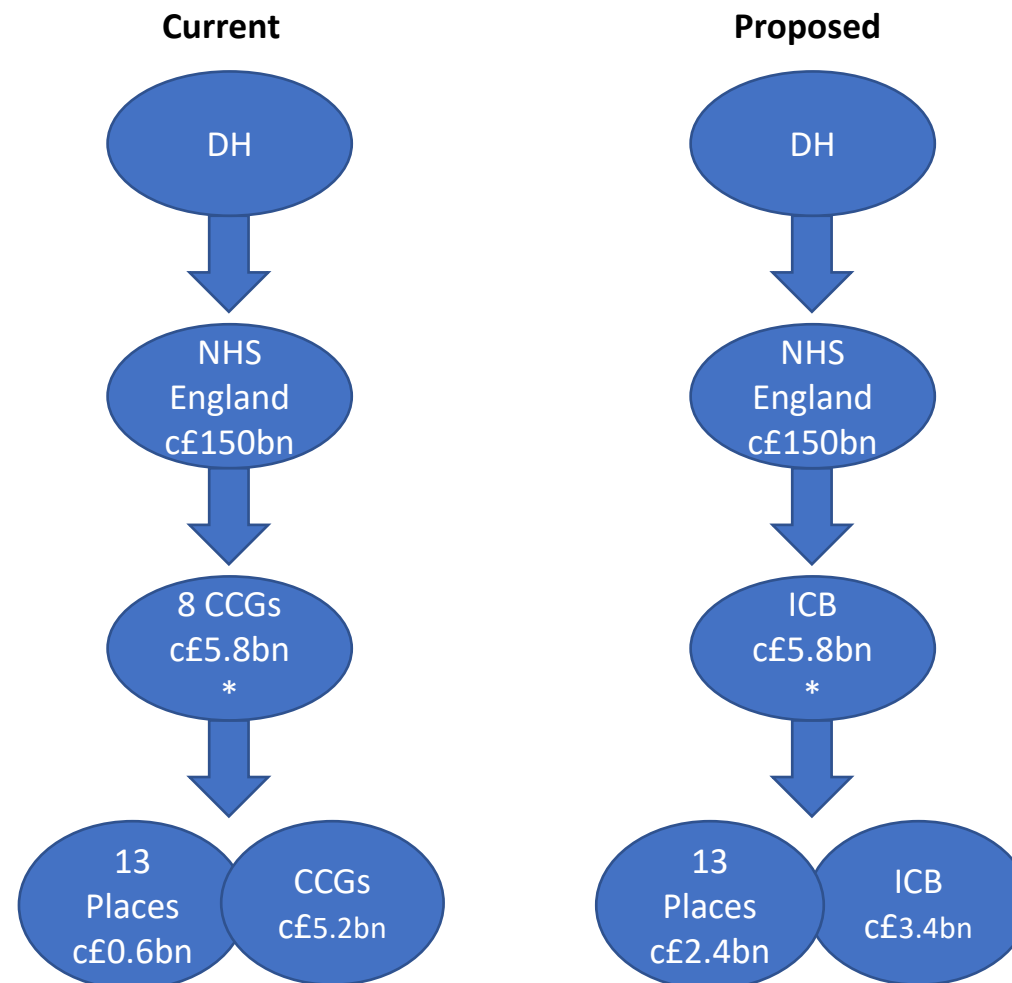 Current
Proposed
DH
DH
NHS
England
c£150bn
NHS
England
c£150bn
8 CCGs
c£5.8bn
*
ICB
c£5.8bn
*
13
Places
c£0.6bn
CCGs
c£5.2bn
13
Places
c£2.4bn
ICB
c£3.4bn